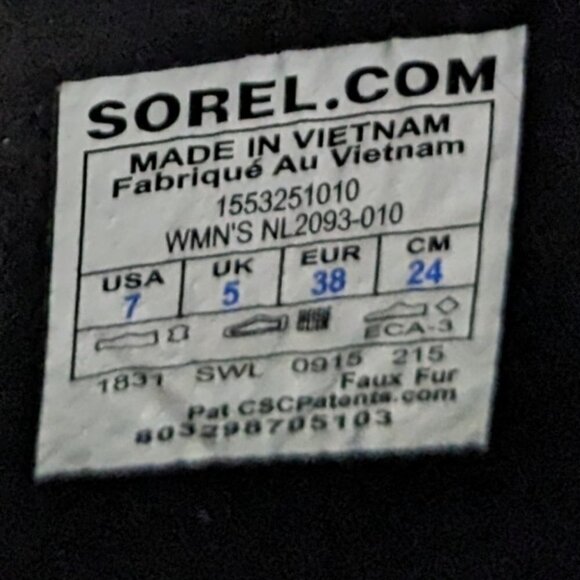 SOREL.COM
MADE IN VIETNAM
Fabriqué Au Vietnam
1553251010
WMN'S NL2093-010
USA UK EUR CM
7 5 38 24
ECA-3
1831 SWL 0915 215
Faux Fur
Pat CSCPatents.com
803298705103